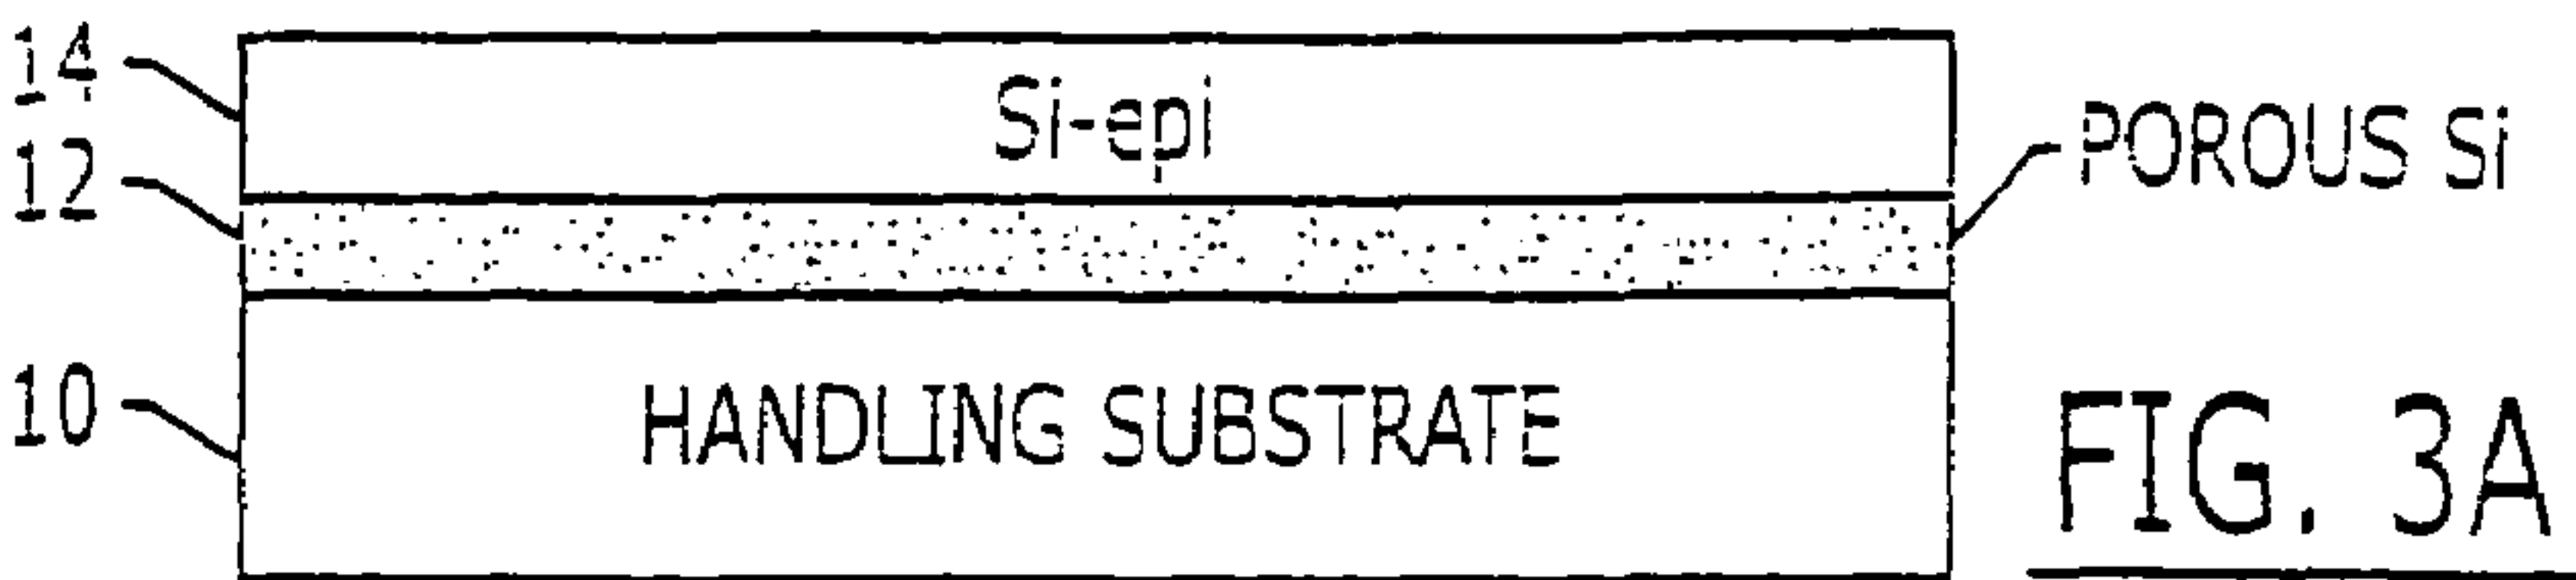 14
Si-epi
12
POROUS Si
10
HANDLING SUBSTRATE
FIG. 3A